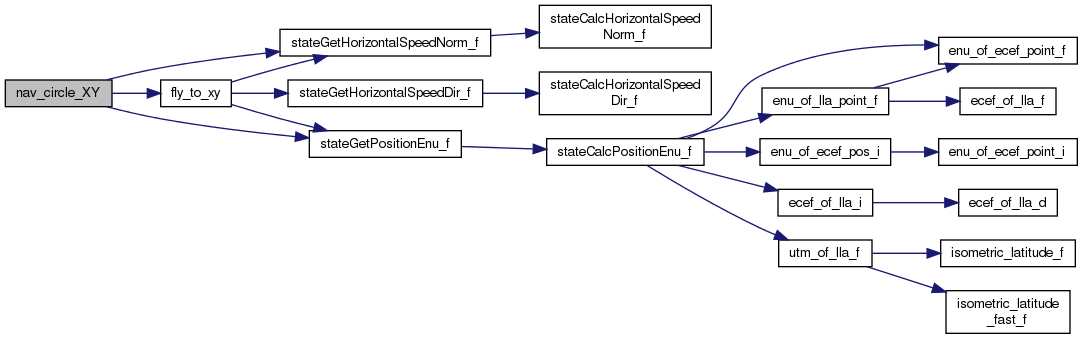 nav_circle_XY
stateGetHorizontalSpeedNorm_f
stateCalcHorizontalSpeed
Norm_f
fly_to_xy
stateGetHorizontalSpeedDir_f
stateCalcHorizontalSpeed
Dir_f
stateGetPositionEnu_f
stateCalcPositionEnu_f
enu_of_ecef_point_f
enu_of_lla_point_f
ecef_of_lla_f
enu_of_ecef_pos_i
enu_of_ecef_point_i
ecef_of_lla_i
ecef_of_lla_d
utm_of_lla_f
isometric_latitude_f
isometric_latitude
_fast_f